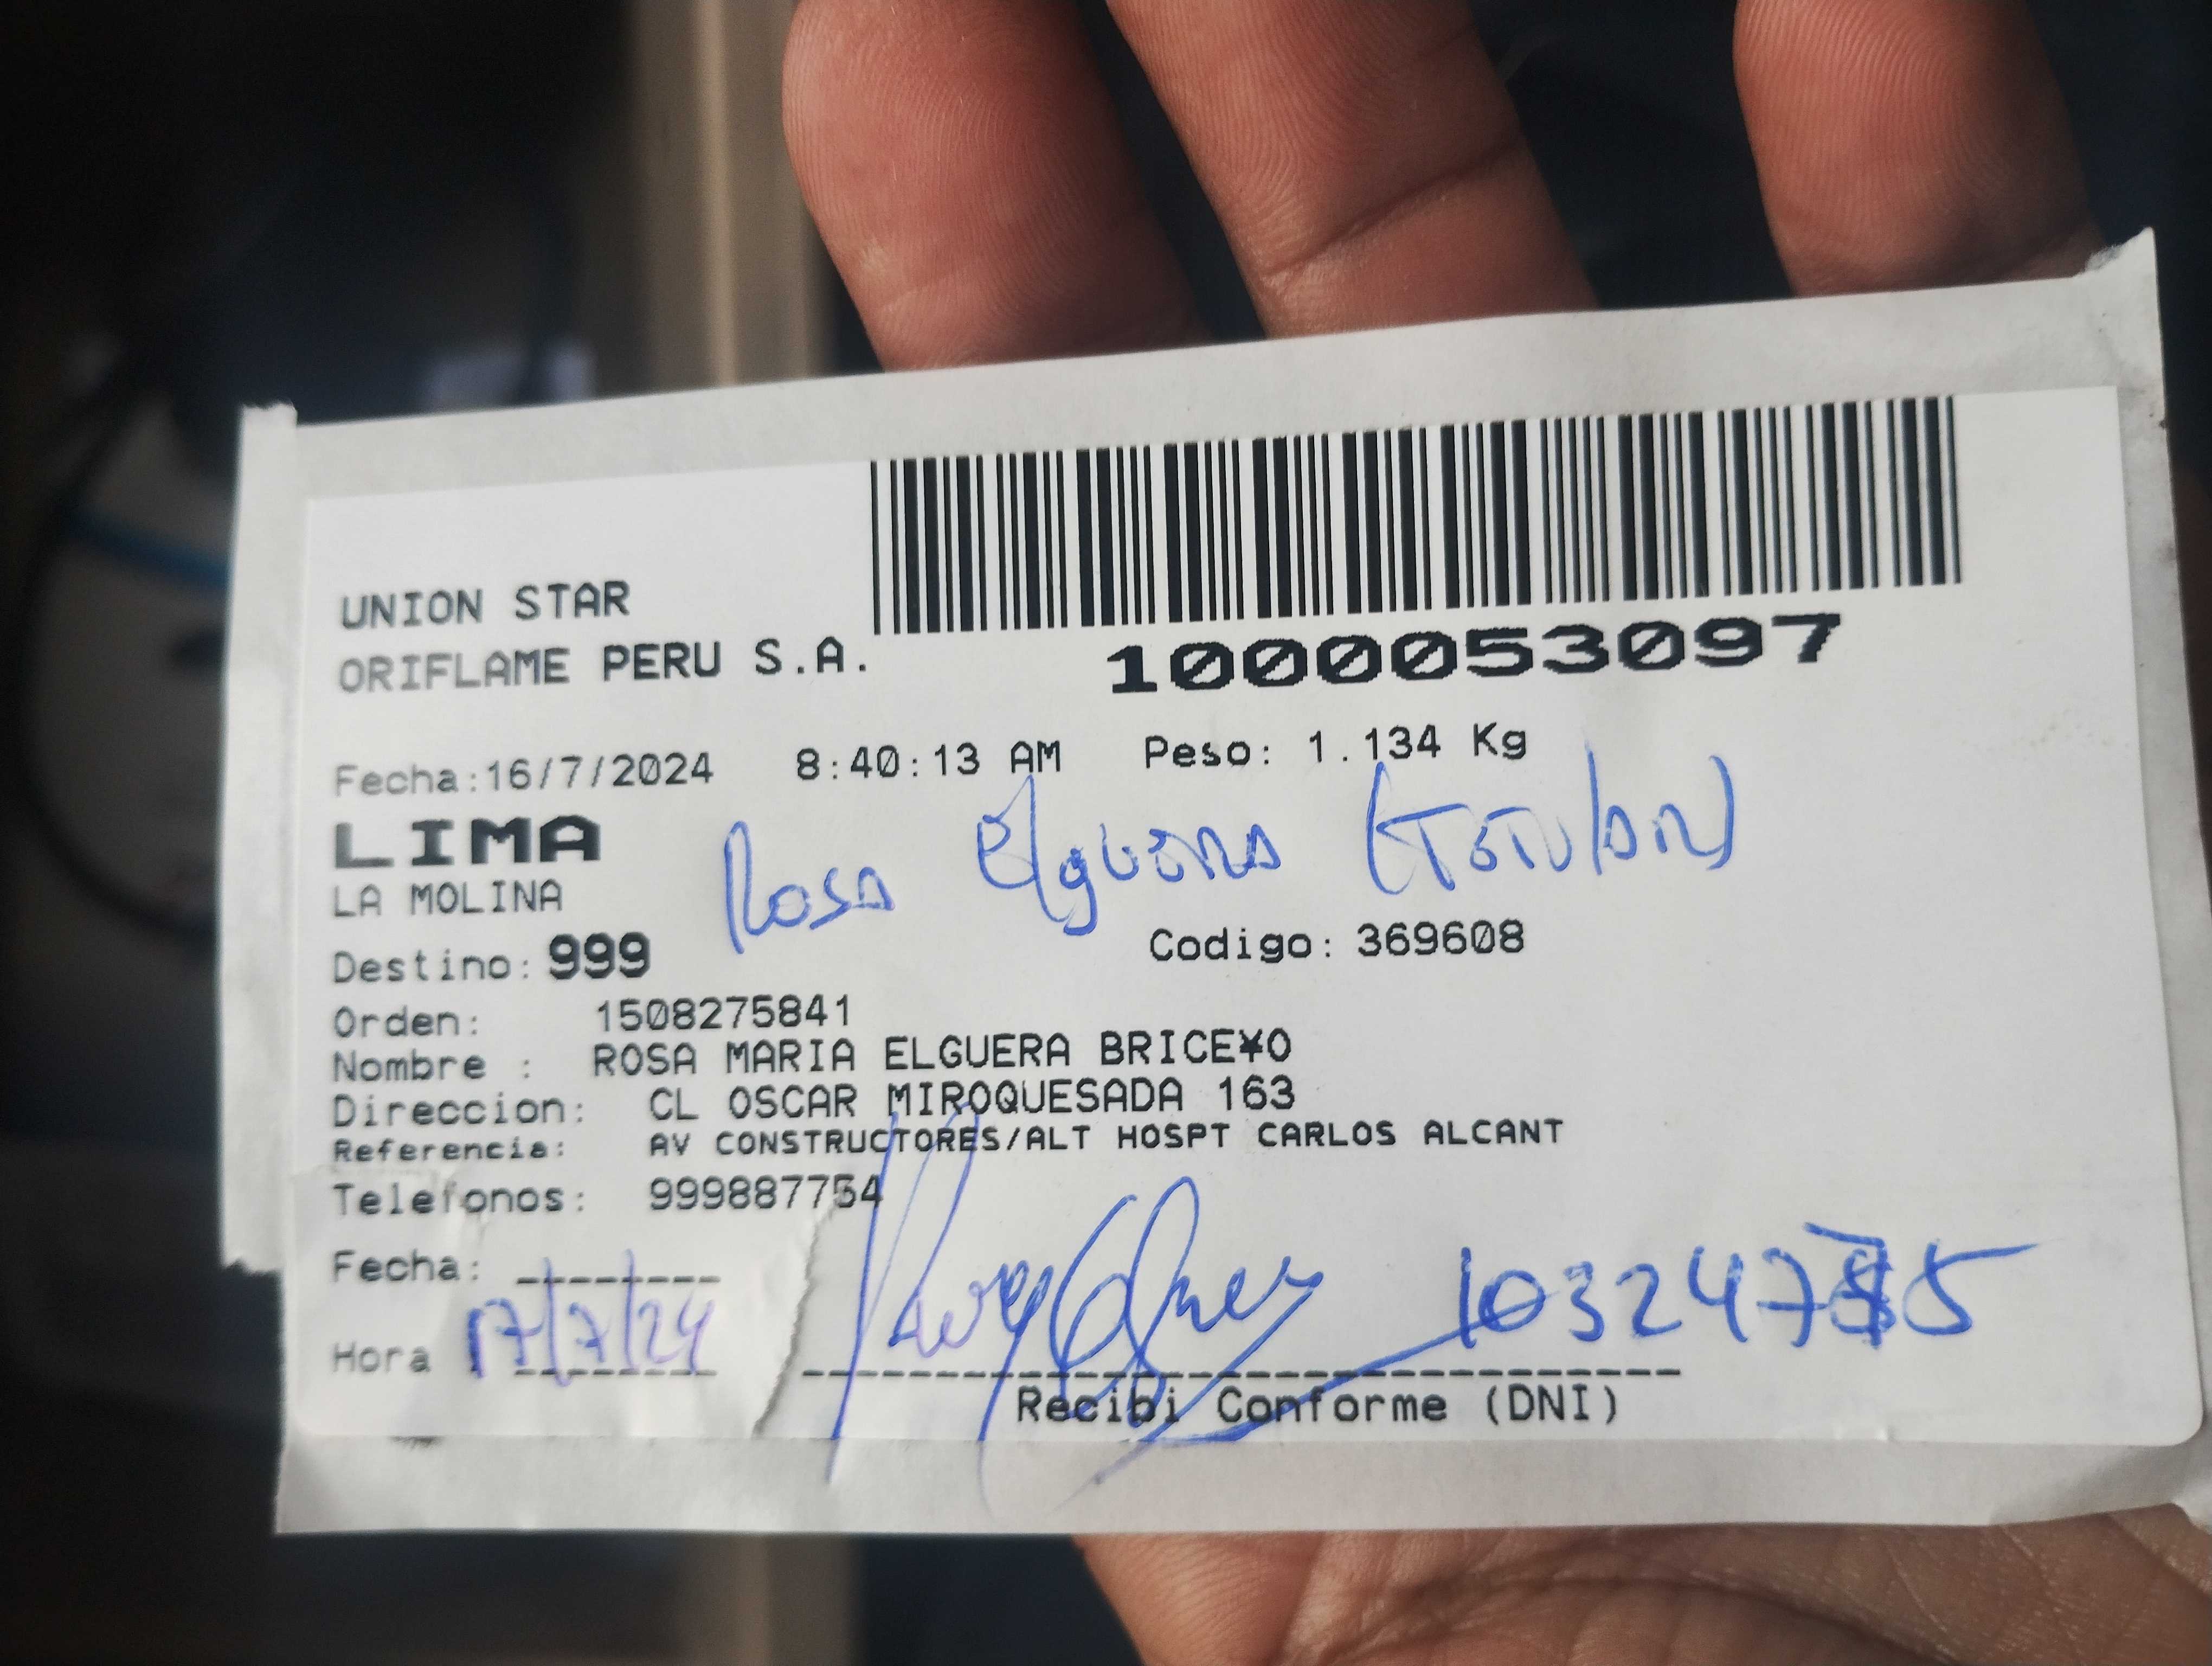 UNION STAR
ORIFLAME PERU S.A.
1000053097
Fecha:16/7/2024 8:40:13 AM Peso: 1.134 Kg
LIMA
Rosa Elguera (Titular)
LA MOLINA
Destino: 999 Codigo: 369608
Orden: 1508275841
Nombre : ROSA MARIA ELGUERA BRICE¥O
Direccion: CL OSCAR MIROQUESADA 163
Referencia: AV CONSTRUCTORES/ALT HOSPT CARLOS ALCANT
Telefonos: 999887754
Fecha:
17/7/24
Hora
Recibi Conforme (DNI)